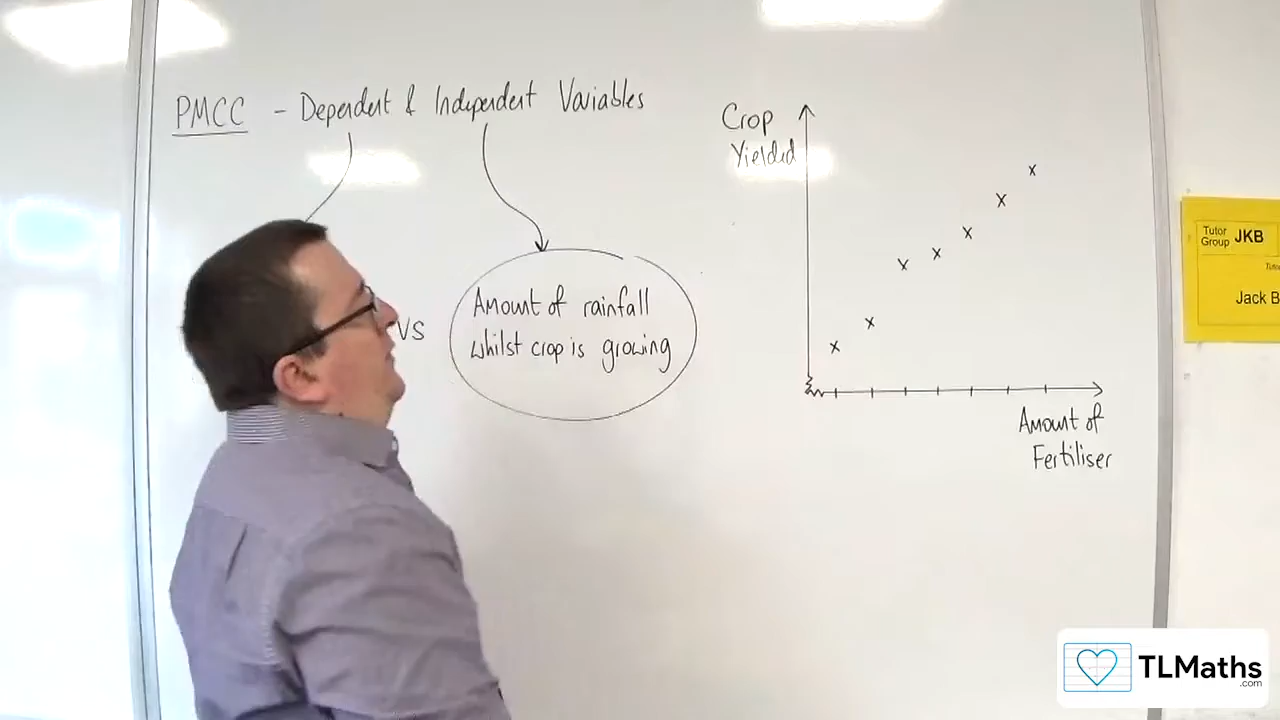 PMCC - Dependent & Independent Variables
VS
Amount of rainfall
whilst crop is growing
Crop
Yielded
Amount of
Fertiliser
Tutor
Group JKB
Jack B
TLMaths
.com